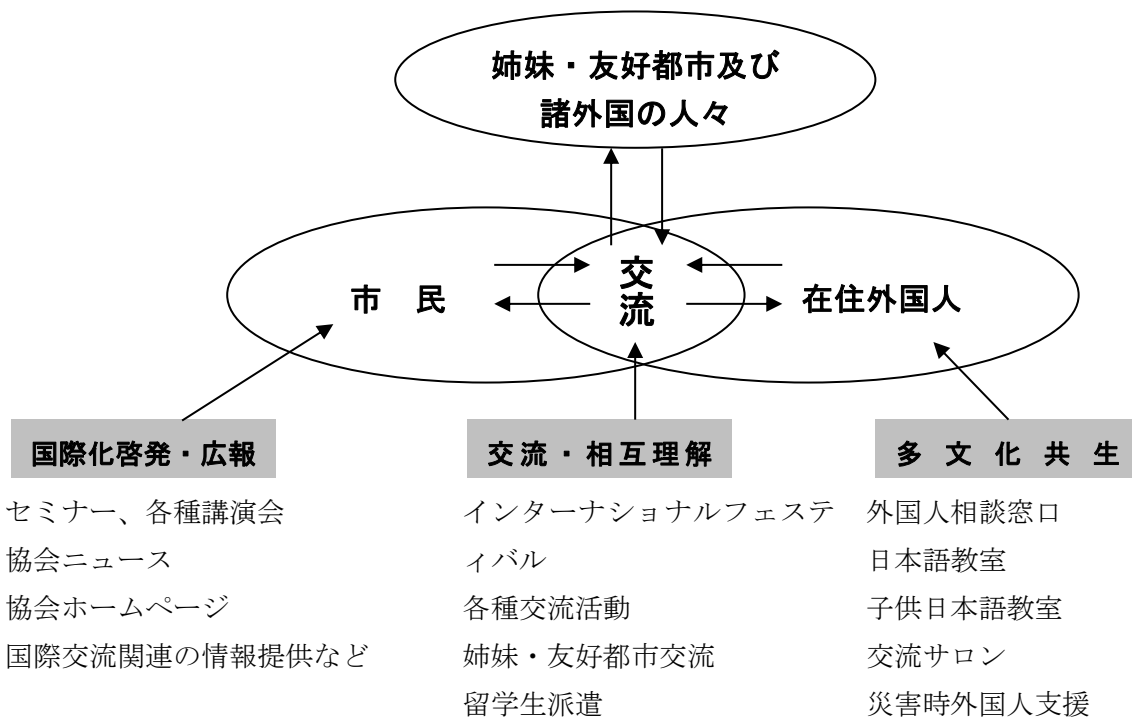 姉妹・友好都市及び
諸外国の人々
市　民
交流
在住外国人
国際化啓発・広報
セミナー、各種講演会
協会ニュース
協会ホームページ
国際交流関連の情報提供など
交流・相互理解
インターナショナルフェステ
ィバル
各種交流活動
姉妹・友好都市交流
留学生派遣
多文化共生
外国人相談窓口
日本語教室
子供日本語教室
交流サロン
災害時外国人支援